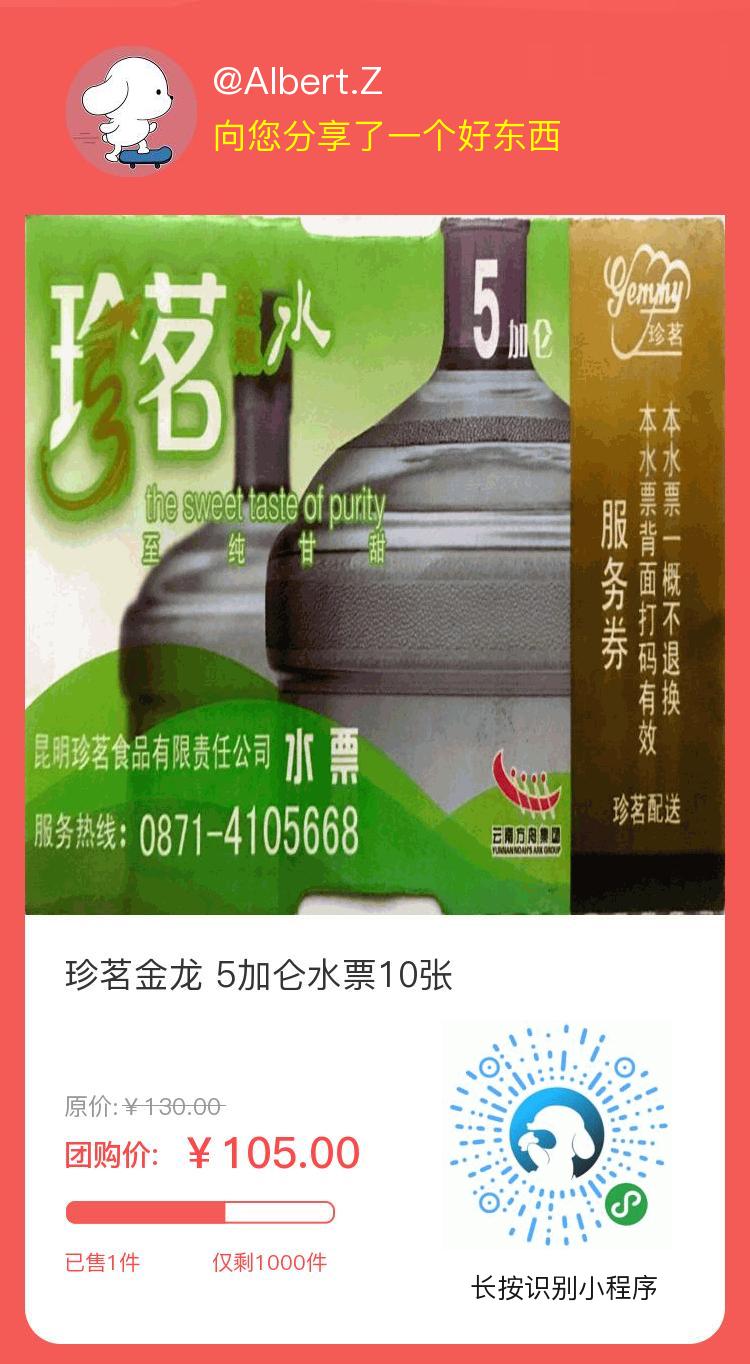 @Albert.Z
向您分享了一个好东西
珍茗
金龍
水
5加仑
Gemmy
珍茗
the sweet taste of purity
至纯甘甜
本水票一概不退换
本水票背面打码有效
服务券
珍茗配送
昆明珍茗食品有限责任公司
水票
服务热线：0871-4105668
云南方舟集团
YUNNAN NOAH'S ARK GROUP
珍茗金龙 5加仑水票10张
原价:￥130.00
团购价: ￥105.00
已售1件
仅剩1000件
长按识别小程序